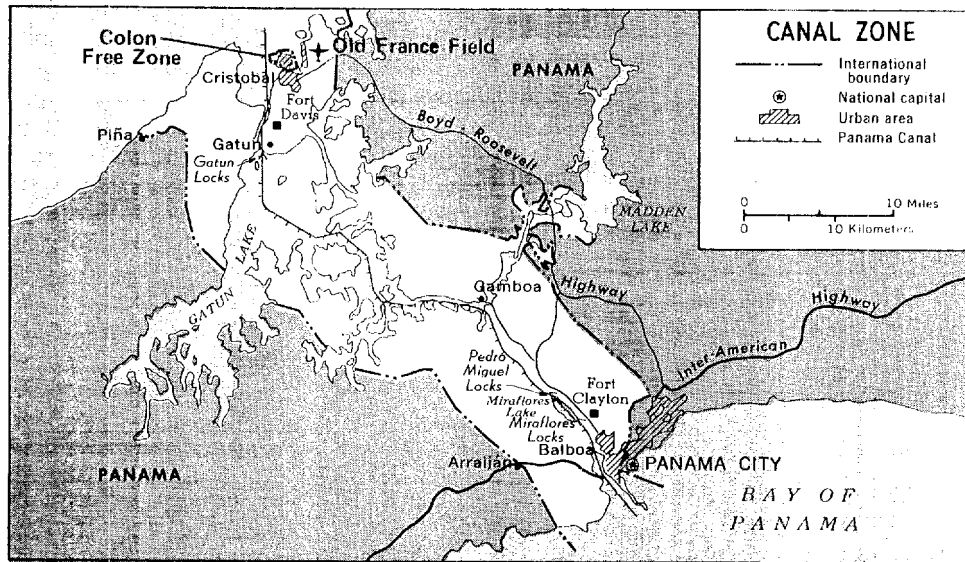 Colon
Free Zone
Old France Field
Cristobal
Fort
Davis
PANAMA
Piña
Gatun
Gatun
Locks
Boyd - Roosevelt
MADDEN
LAKE
GATUN
LAKE
Gamboa
Highway
Highway
Inter-American
Pedro
Miguel
Locks
Miraflores
Lake
Miraflores
Locks
Fort
Clayton
Balboa
Arraiján
PANAMA CITY
PANAMA
BAY OF
PANAMA
CANAL ZONE
International
boundary
National capital
Urban area
Panama Canal
0 10 Miles
0 10 Kilometers